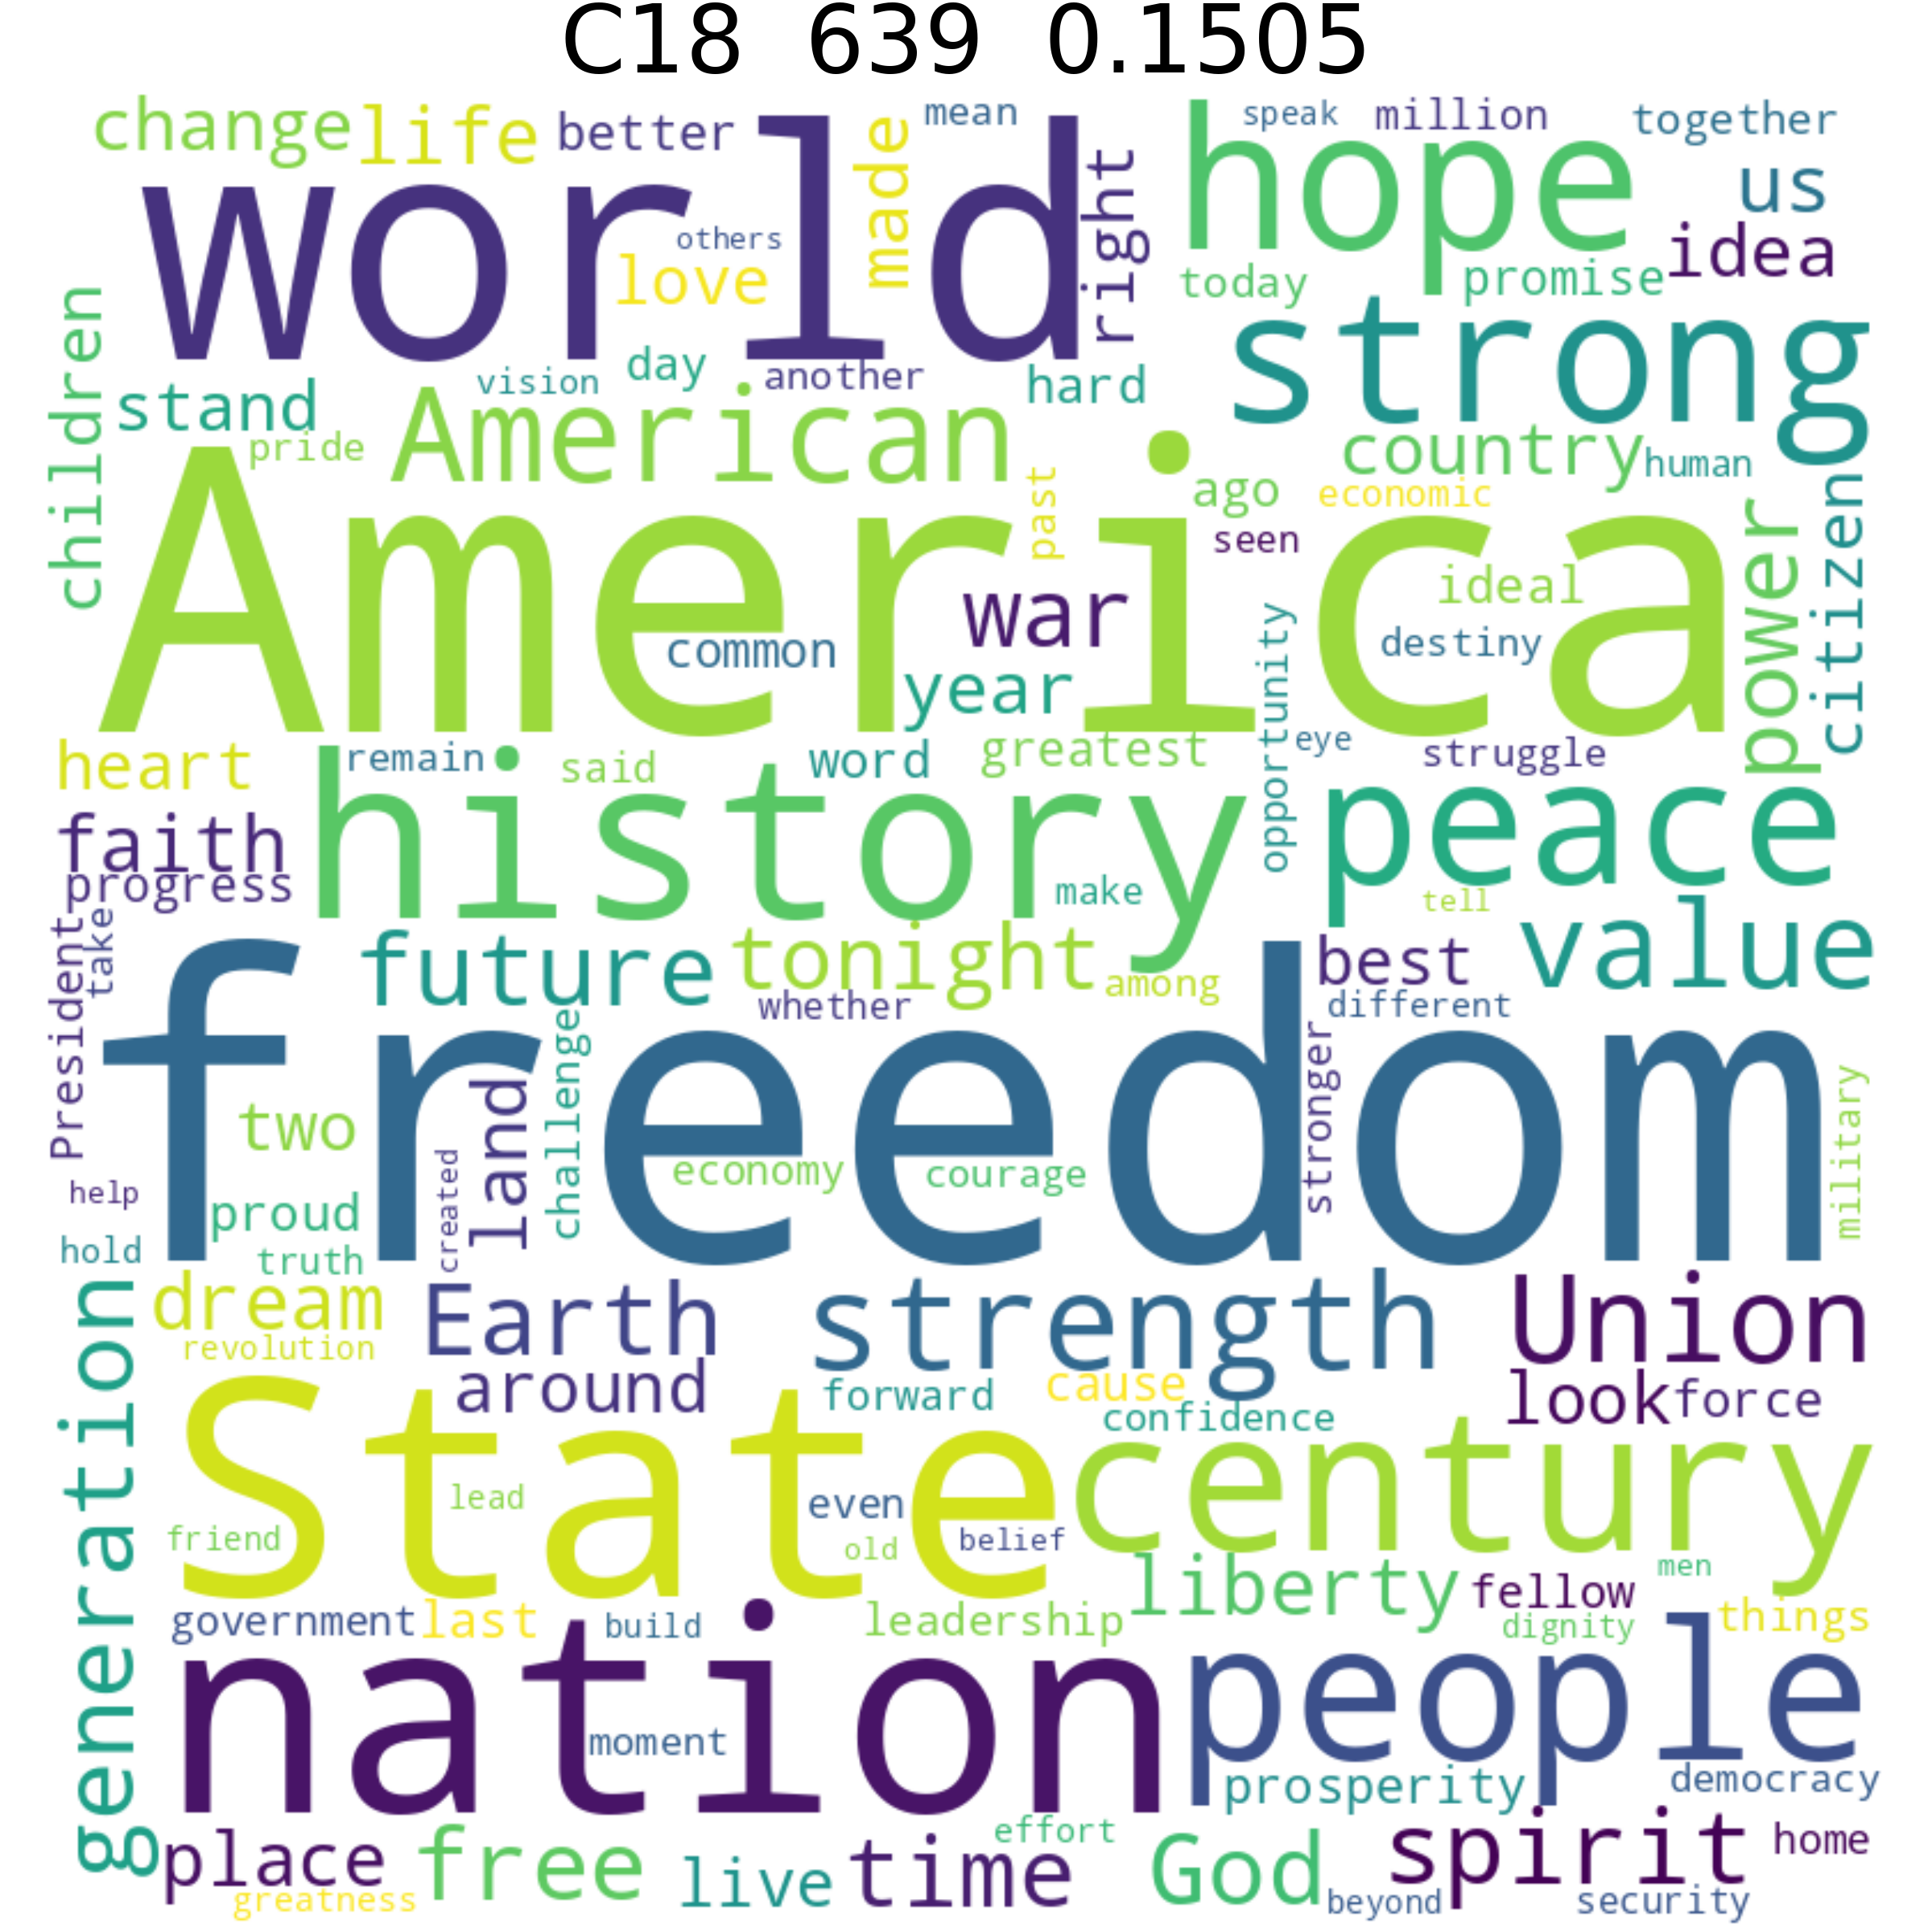 C18 639 0.1505
change life better world made mean right hope speak million together us idea
others love today promise strong
children stand pride vision day another hard American country human
America past ago economic seen citizen power
war ideal common year destiny opportunity
heart remain said word greatest eye struggle
faith progress history make peace tell value
President take future tonight among best different whether
freedom two land challenge stronger military
help proud created economy courage
hold truth
generation dream revolution Earth strength Union
around forward cause confidence look force
State lead even century
friend old belief liberty men fellow
government last build leadership dignity things
nation moment people
prosperity democracy
place free effort live time God spirit home
greatness beyond security